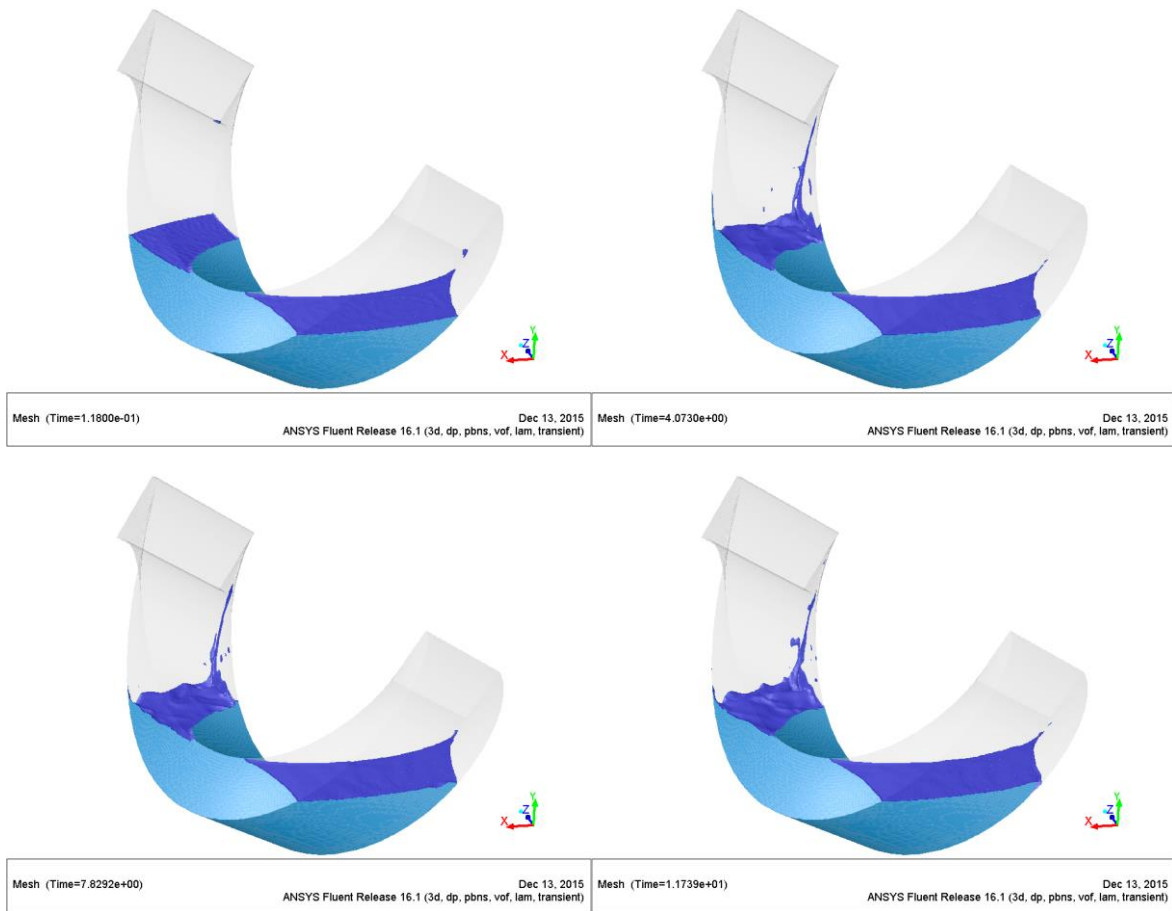 Y
Z
X
Mesh (Time=1.1800e-01) Dec 13, 2015
ANSYS Fluent Release 16.1 (3d, dp, pbns, vof, lam, transient)
Y
Z
X
Mesh (Time=4.0730e+00) Dec 13, 2015
ANSYS Fluent Release 16.1 (3d, dp, pbns, vof, lam, transient)
Y
Z
X
Mesh (Time=7.8292e+00) Dec 13, 2015
ANSYS Fluent Release 16.1 (3d, dp, pbns, vof, lam, transient)
Y
Z
X
Mesh (Time=1.1739e+01) Dec 13, 2015
ANSYS Fluent Release 16.1 (3d, dp, pbns, vof, lam, transient)